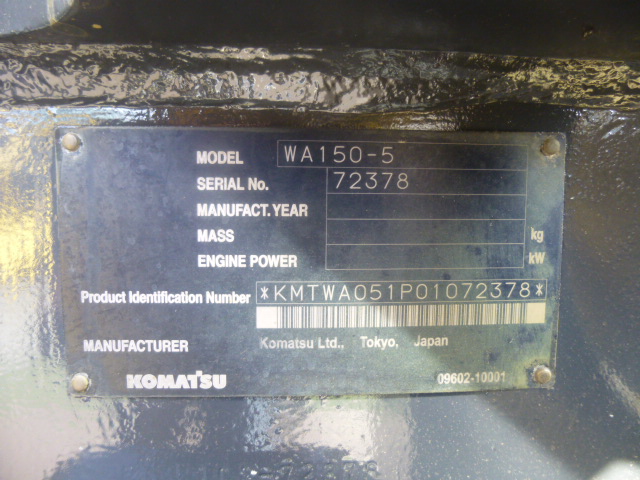 MODEL WA150-5
SERIAL No. 72378
MANUFACT. YEAR
MASS kg
ENGINE POWER kW
Product Identification Number *KMTWA051P01072378*
MANUFACTURER Komatsu Ltd., Tokyo, Japan
KOMATSU 09602-10001